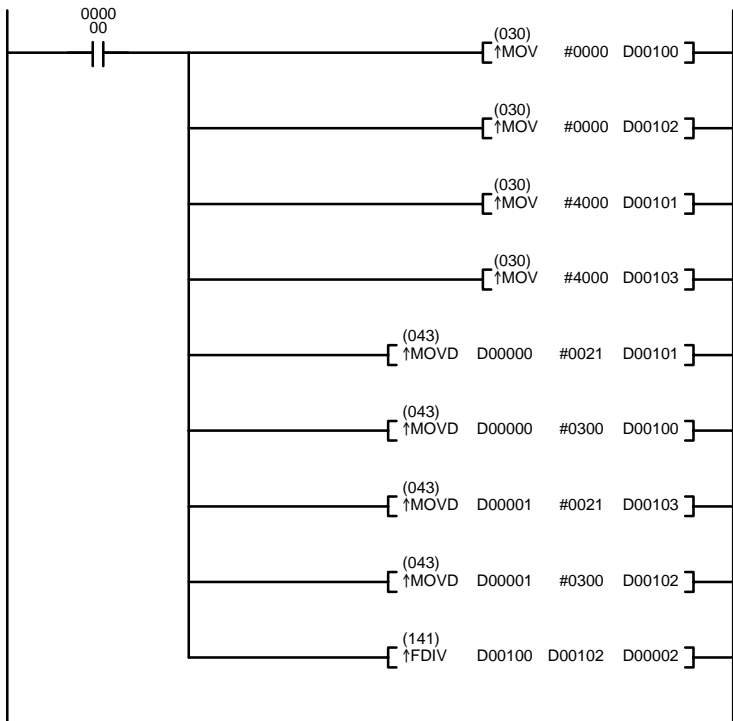 0000
00
(030)
↑MOV #0000 D00100
(030)
↑MOV #0000 D00102
(030)
↑MOV #4000 D00101
(030)
↑MOV #4000 D00103
(043)
↑MOVD D00000 #0021 D00101
(043)
↑MOVD D00000 #0300 D00100
(043)
↑MOVD D00001 #0021 D00103
(043)
↑MOVD D00001 #0300 D00102
(141)
↑FDIV D00100 D00102 D00002